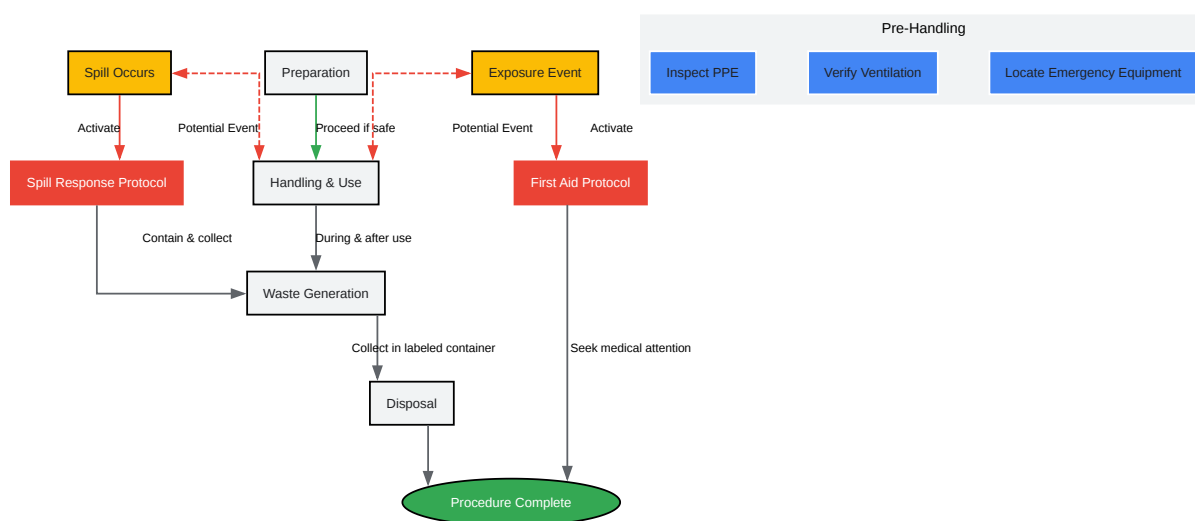 Pre-Handling
Spill Occurs
Preparation
Exposure Event
Inspect PPE
Verify Ventilation
Locate Emergency Equipment
Activate
Potential Event
Proceed if safe
Potential Event
Activate
Spill Response Protocol
Handling & Use
First Aid Protocol
Contain & collect
During & after use
Waste Generation
Collect in labeled container
Seek medical attention
Disposal
Procedure Complete